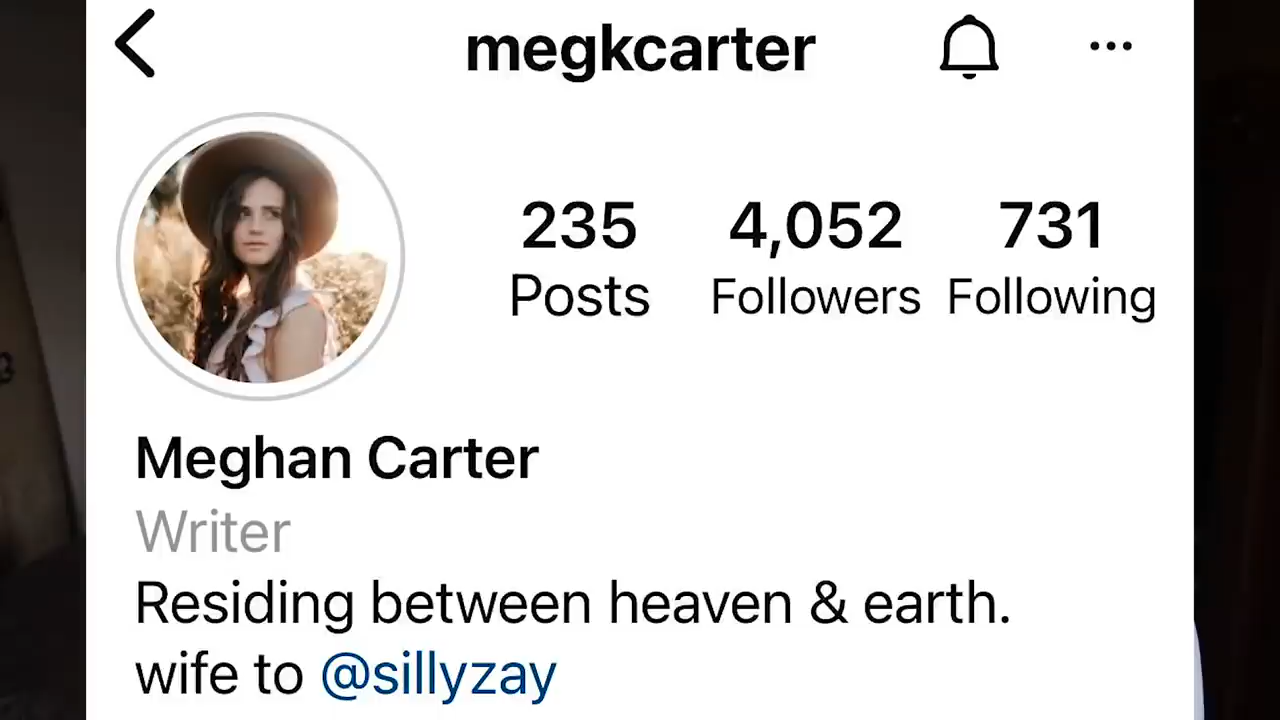 megkcarter
235 4,052 731
Posts Followers Following
Meghan Carter
Writer
Residing between heaven & earth.
wife to @sillyzay